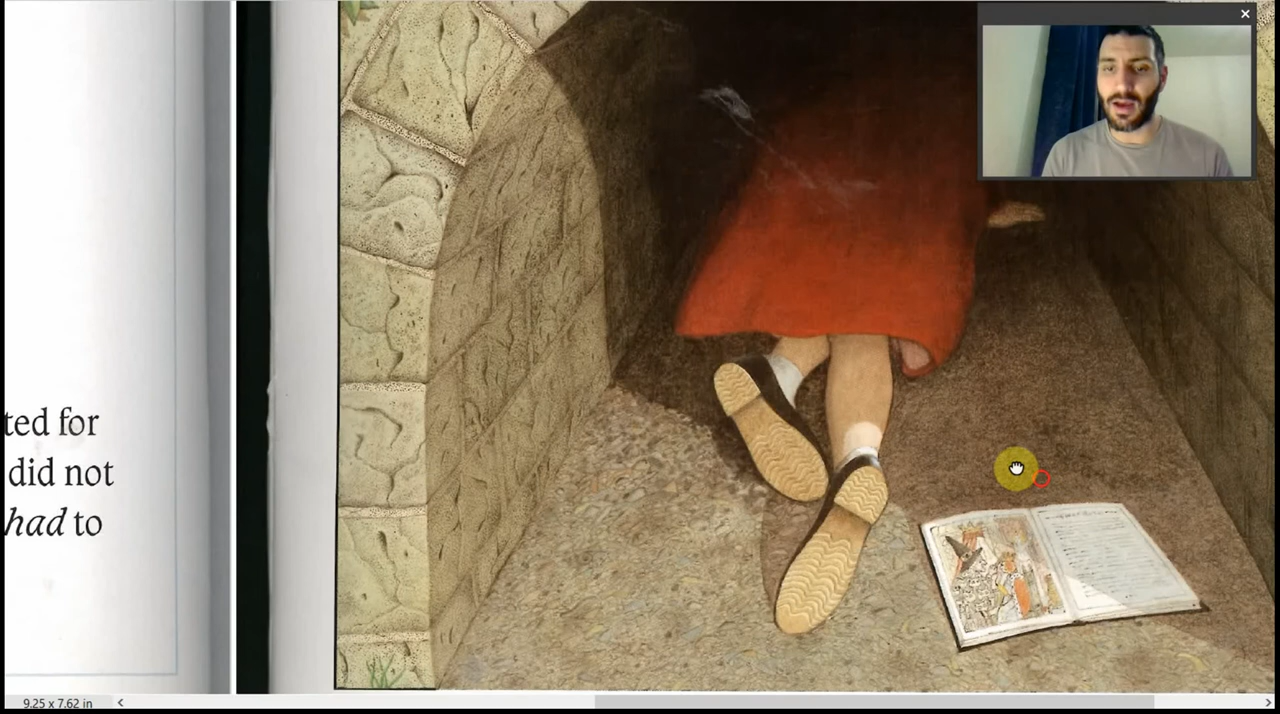 ted for
did not
had to
9.25 x 7.62 in